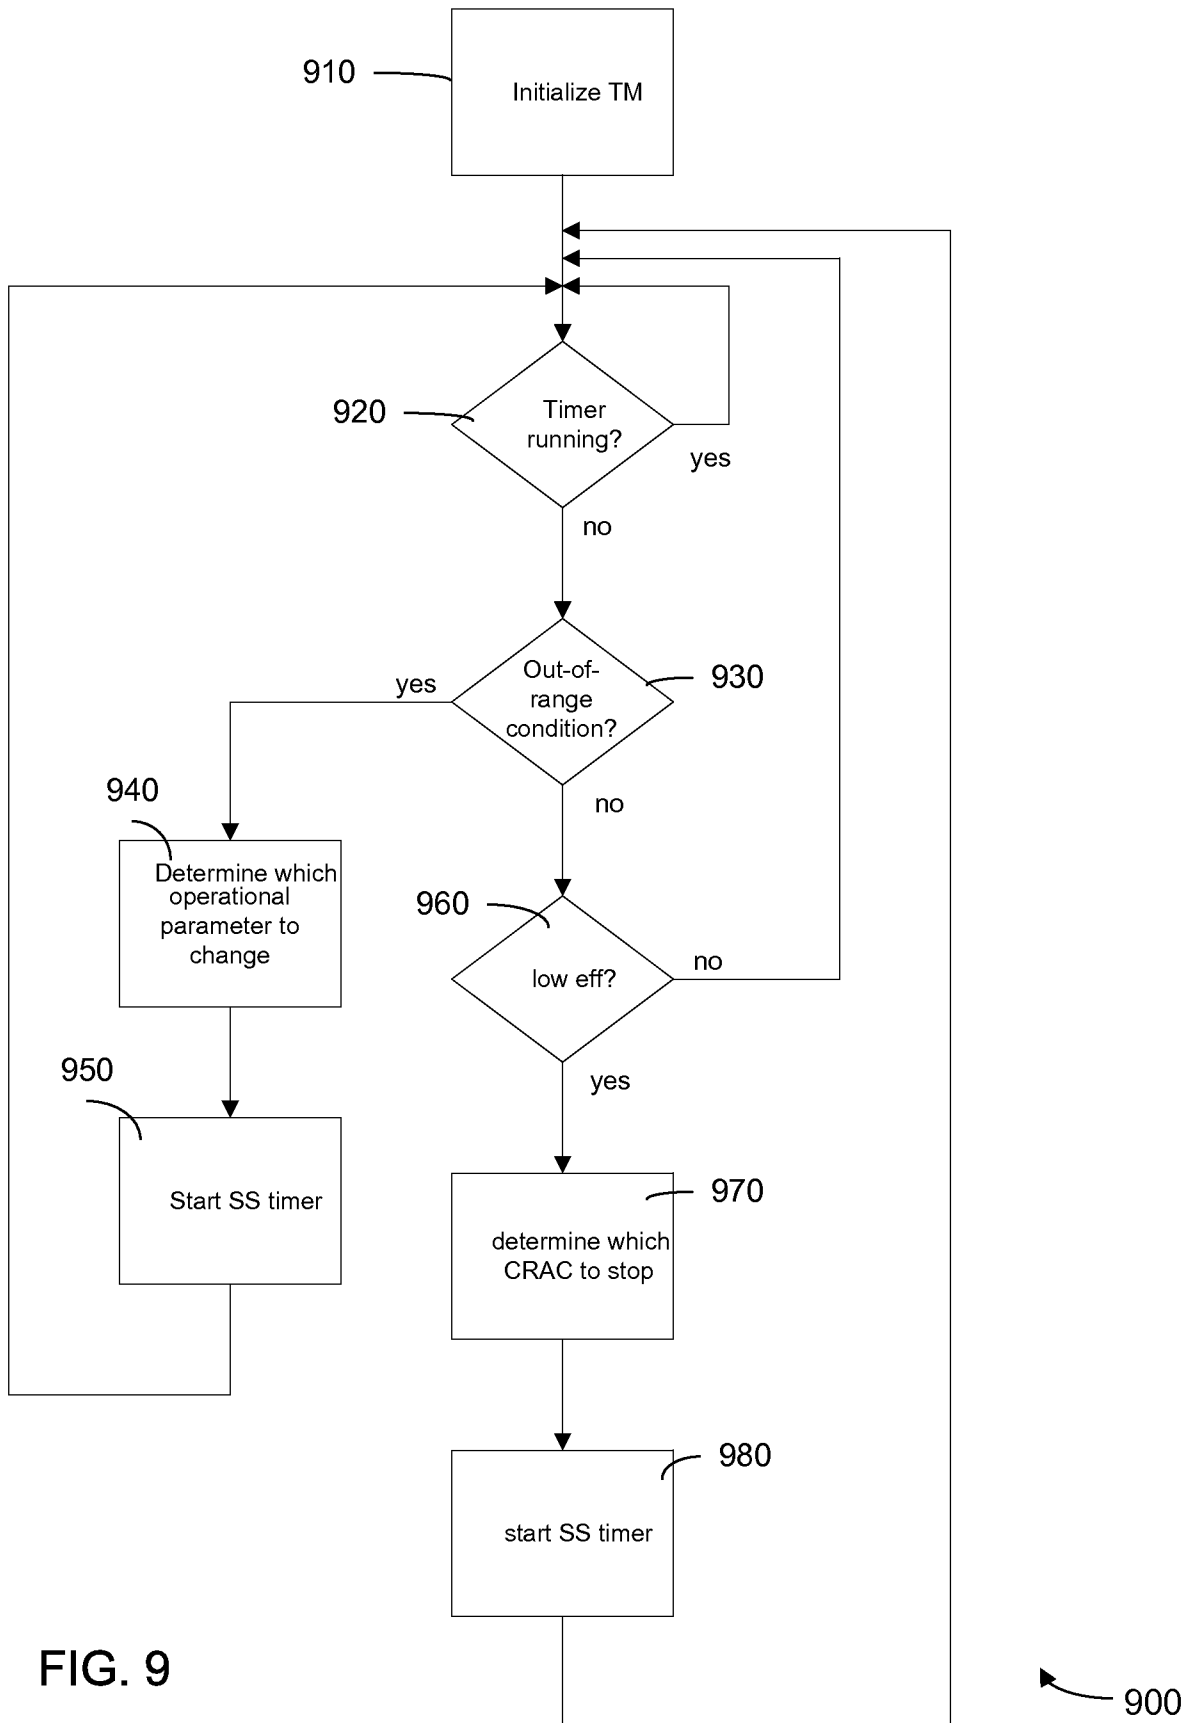 910
Initialize TM
920
Timer
running?
yes
no
Out-of-
range
condition?
930
yes
no
940
Determine which
operational
parameter to
change
960
low eff?
no
yes
950
Start SS timer
970
determine which
CRAC to stop
980
start SS timer
FIG. 9
900